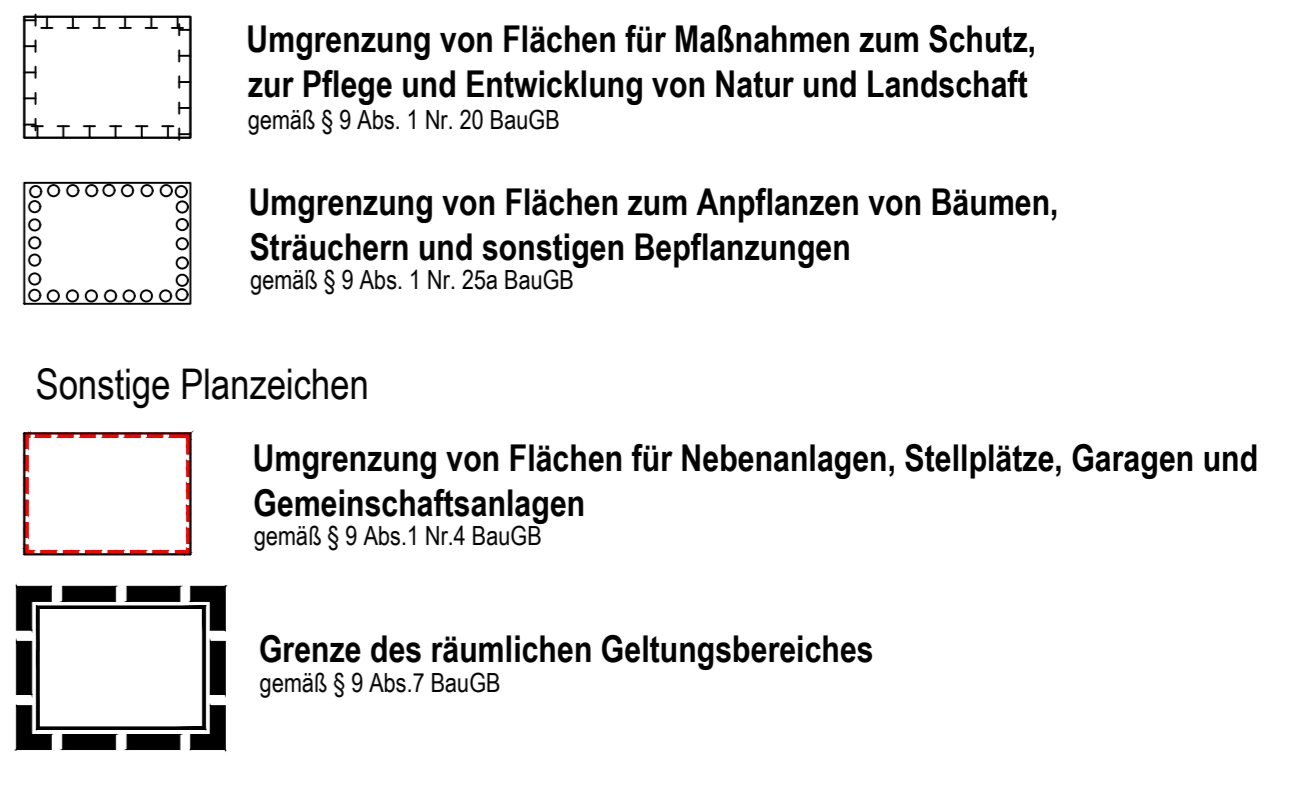 Umgrenzung von Flächen für Maßnahmen zum Schutz,
zur Pflege und Entwicklung von Natur und Landschaft
gemäß § 9 Abs. 1 Nr. 20 BauGB
Umgrenzung von Flächen zum Anpflanzen von Bäumen,
Sträuchern und sonstigen Bepflanzungen
gemäß § 9 Abs. 1 Nr. 25a BauGB
Sonstige Planzeichen
Umgrenzung von Flächen für Nebenanlagen, Stellplätze, Garagen und
Gemeinschaftsanlagen
gemäß § 9 Abs.1 Nr.4 BauGB
Grenze des räumlichen Geltungsbereiches
gemäß § 9 Abs.7 BauGB